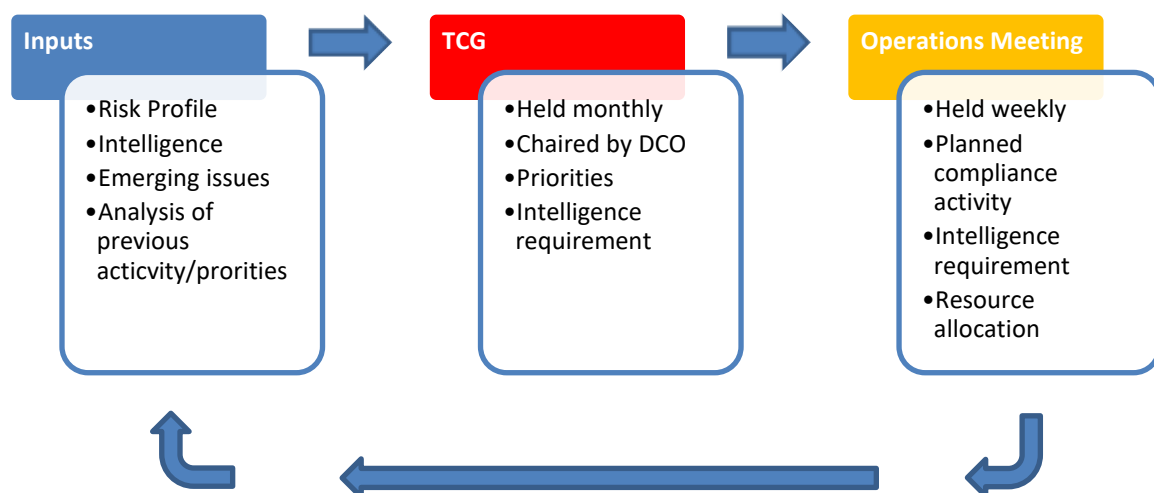 Inputs
•Risk Profile
•Intelligence
•Emerging issues
•Analysis of
previous
acticvity/prorities
TCG
•Held monthly
•Chaired by DCO
•Priorities
•Intelligence
requirement
Operations Meeting
•Held weekly
•Planned
compliance
activity
•Intelligence
requirement
•Resource
allocation